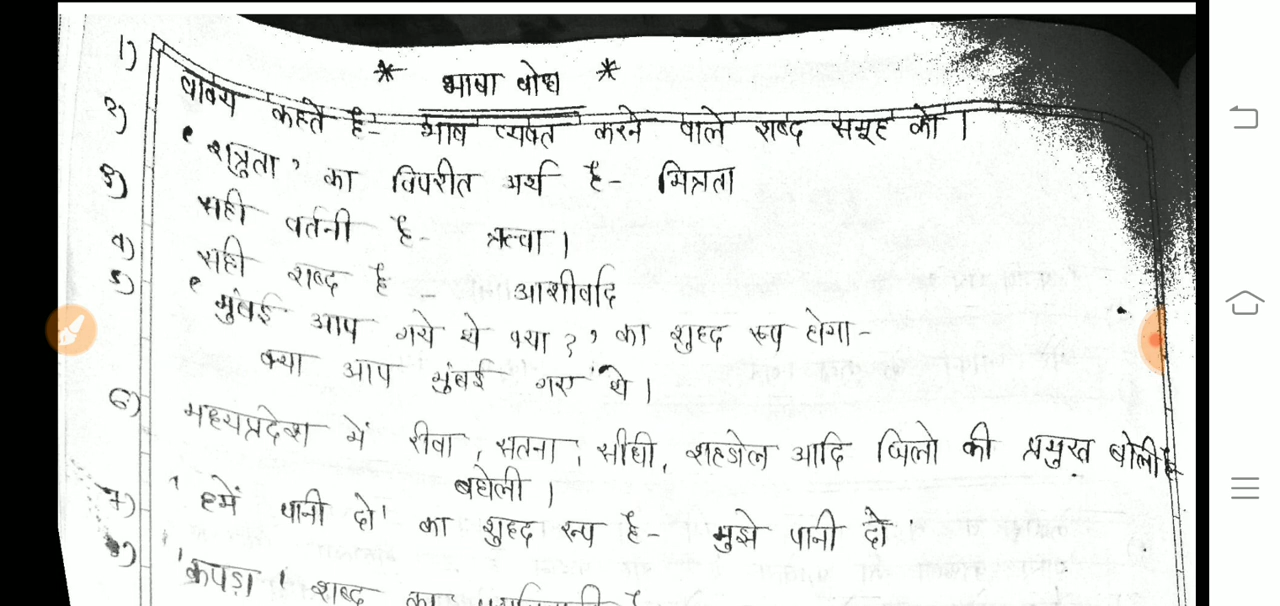 * भाषा बोध *
1) वाक्य कहते है - भाव व्यक्त करने वाले शब्द समूह को ।
2) 'शत्रुता' का विपरीत अर्थ है - मित्रता
3) सही वर्तनी है -
4) सही शब्द है - आशीर्वाद
5) 'मुंबई आप गये थे क्या ?' का शुद्ध रूप होगा -
क्या आप मुंबई गए थे ।
6) मध्यप्रदेश में रीवा, सतना, सीधी, शहडोल आदि जिलो की प्रमुख बोली है
बघेली ।
7) 'हमें पानी दो' का शुद्ध रूप है - मुझे पानी दो
8) 'कपड़ा' शब्द का